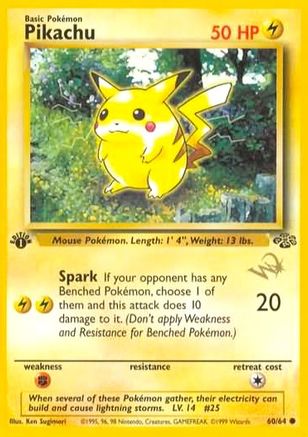 Basic Pokémon
Pikachu
50 HP
EDITION
1
Mouse Pokémon. Length: 1' 4", Weight: 13 lbs.
W
Spark If your opponent has any
Benched Pokémon, choose 1 of
them and this attack does 10
damage to it. (Don't apply Weakness
and Resistance for Benched Pokémon.)
20
weakness
resistance
retreat cost
When several of these Pokémon gather, their electricity can
build and cause lightning storms. LV. 14 #25
Illus. Ken Sugimori
©1995, 96, 98 Nintendo, Creatures, GAMEFREAK. ©1999 Wizards.
60/64